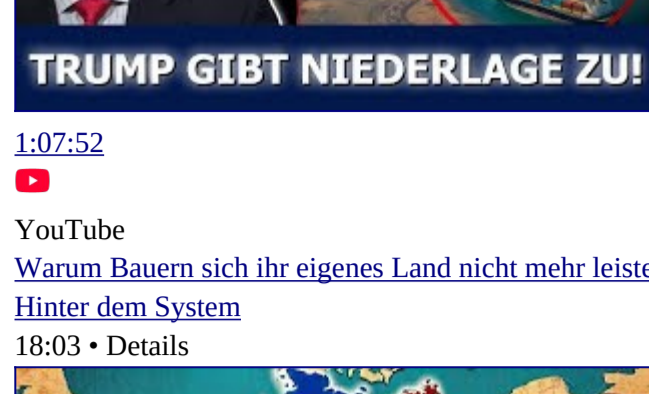 TRUMP GIBT NIEDERLAGE ZU!
1:07:52
YouTube
Warum Bauern sich ihr eigenes Land nicht mehr leiste
Hinter dem System
18:03 • Details